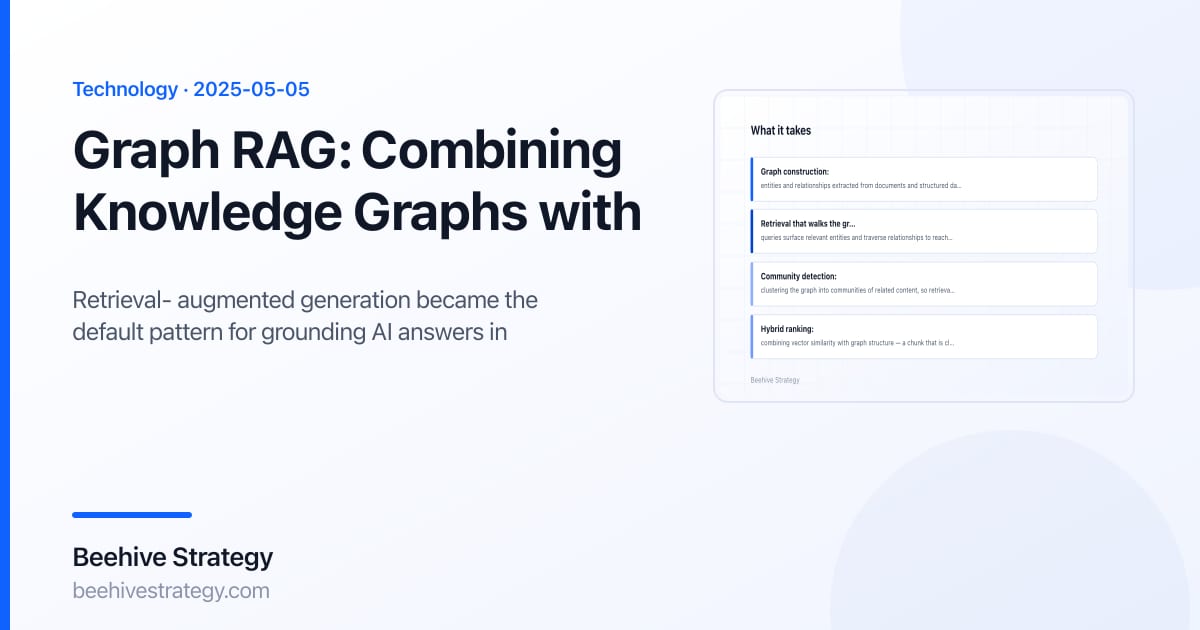 Technology · 2025-05-05
Graph RAG: Combining
Knowledge Graphs with
Retrieval- augmented generation became the
default pattern for grounding AI answers in
Beehive Strategy
beehivestrategy.com
What it takes
Graph construction:
entities and relationships extracted from documents and structured da...
Retrieval that walks the gr...
queries surface relevant entities and traverse relationships to reach...
Community detection:
clustering the graph into communities of related content, so retrieva...
Hybrid ranking:
combining vector similarity with graph structure — a chunk that is cl...
Beehive Strategy